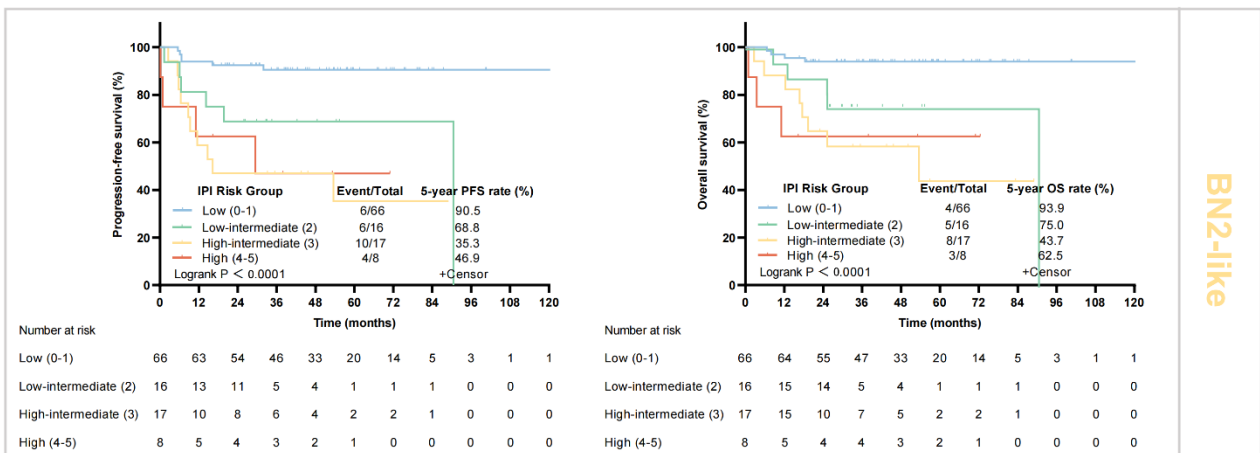 Progression-free survival (%)
100
80
60
40
20
0
IPI Risk Group Event/Total 5-year PFS rate (%)
Low (0-1) 6/66 90.5
Low-intermediate (2) 6/16 68.8
High-intermediate (3) 10/17 35.3
High (4-5) 4/8 46.9
Logrank P < 0.0001 +Censor
0 12 24 36 48 60 72 84 96 108 120
Time (months)
Number at risk
Low (0-1) 66 63 54 46 33 20 14 5 3 1 1
Low-intermediate (2) 16 13 11 5 4 1 1 1 0 0 0
High-intermediate (3) 17 10 8 6 4 2 2 1 0 0 0
High (4-5) 8 5 4 3 2 1 0 0 0 0 0
Overall survival (%)
100
80
60
40
20
0
IPI Risk Group Event/Total 5-year OS rate (%)
Low (0-1) 4/66 93.9
Low-intermediate (2) 5/16 75.0
High-intermediate (3) 8/17 43.7
High (4-5) 3/8 62.5
Logrank P < 0.0001 +Censor
0 12 24 36 48 60 72 84 96 108 120
Time (months)
Number at risk
Low (0-1) 66 64 55 47 33 20 14 5 3 1 1
Low-intermediate (2) 16 15 14 5 4 1 1 1 0 0 0
High-intermediate (3) 17 15 10 7 5 2 2 1 0 0 0
High (4-5) 8 5 4 4 3 2 1 0 0 0 0
BN2-like